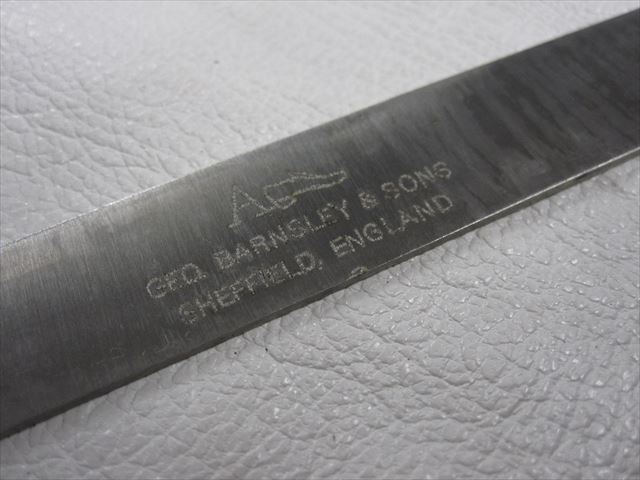 A
GEO. BARNSLEY & SONS
SHEFFIELD, ENGLAND